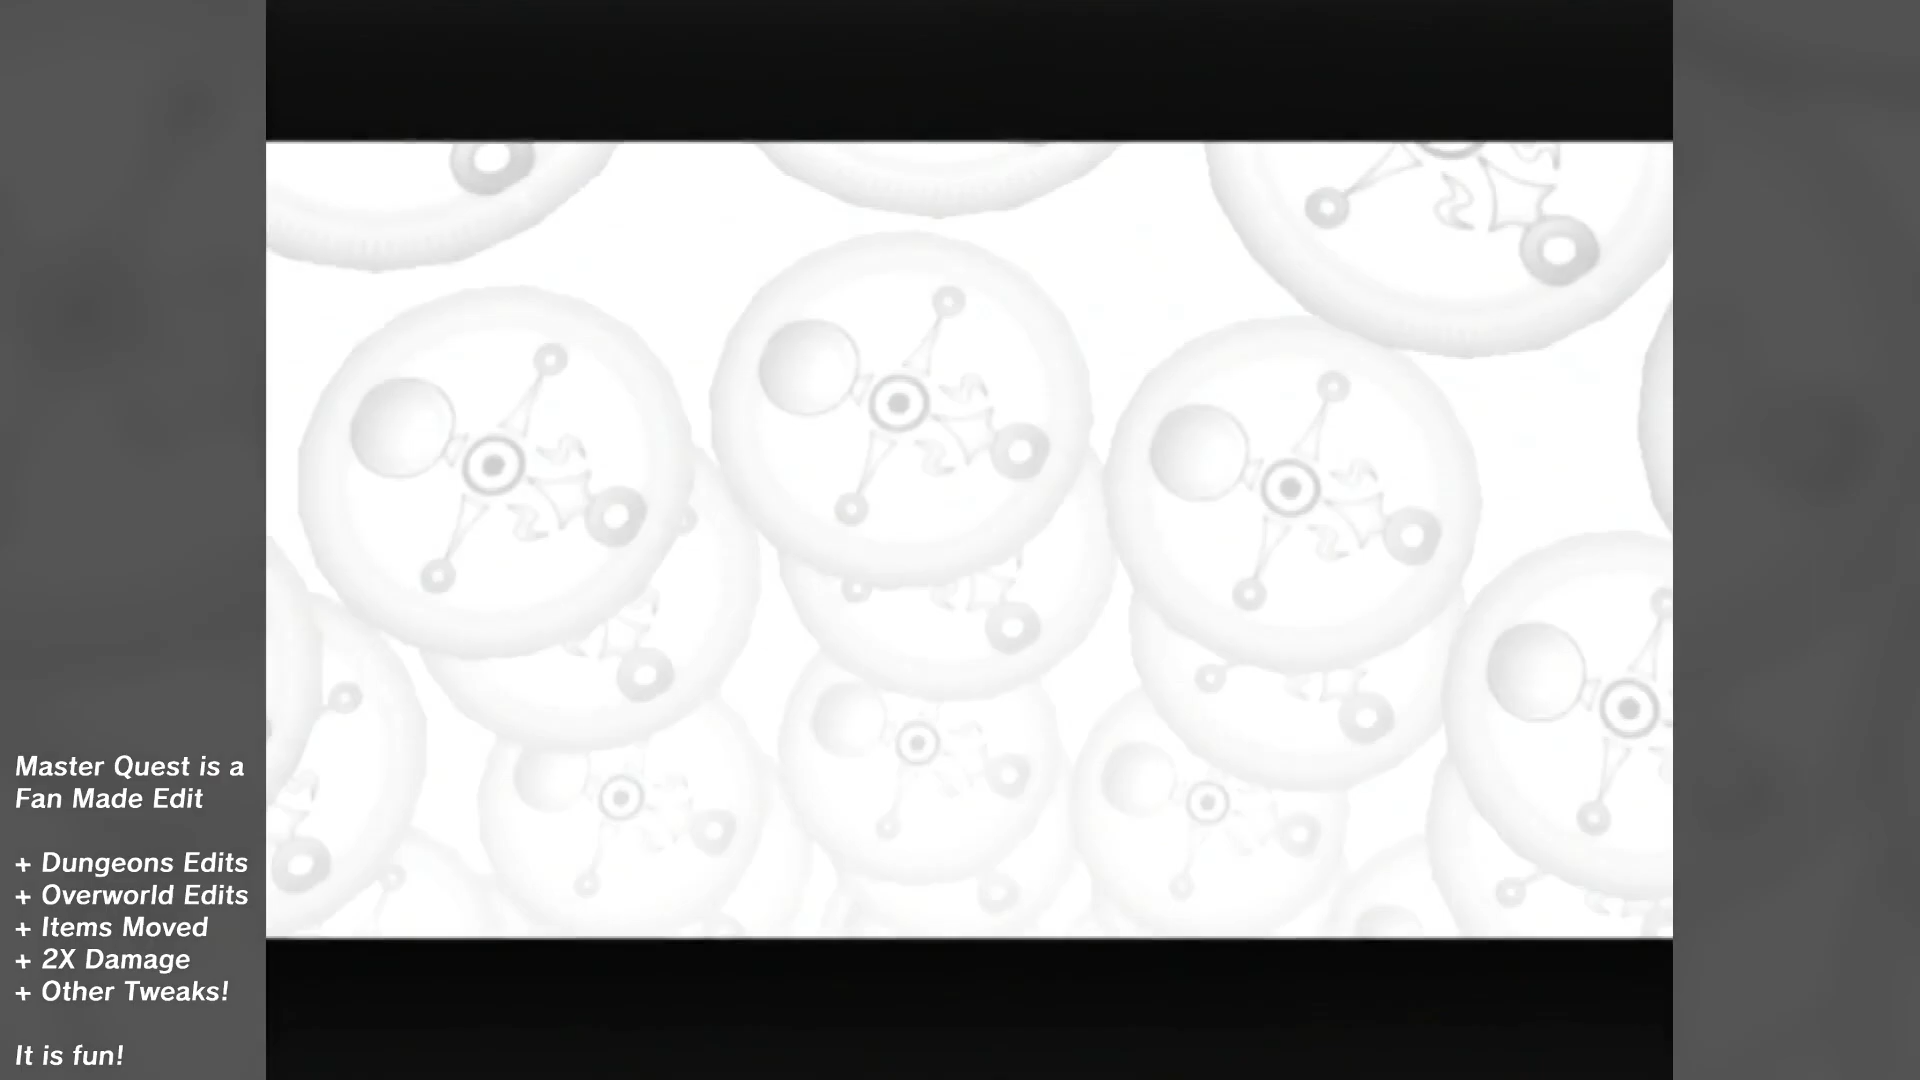 Master Quest is a
Fan Made Edit
+ Dungeons Edits
+ Overworld Edits
+ Items Moved
+ 2X Damage
+ Other Tweaks!
It is fun!